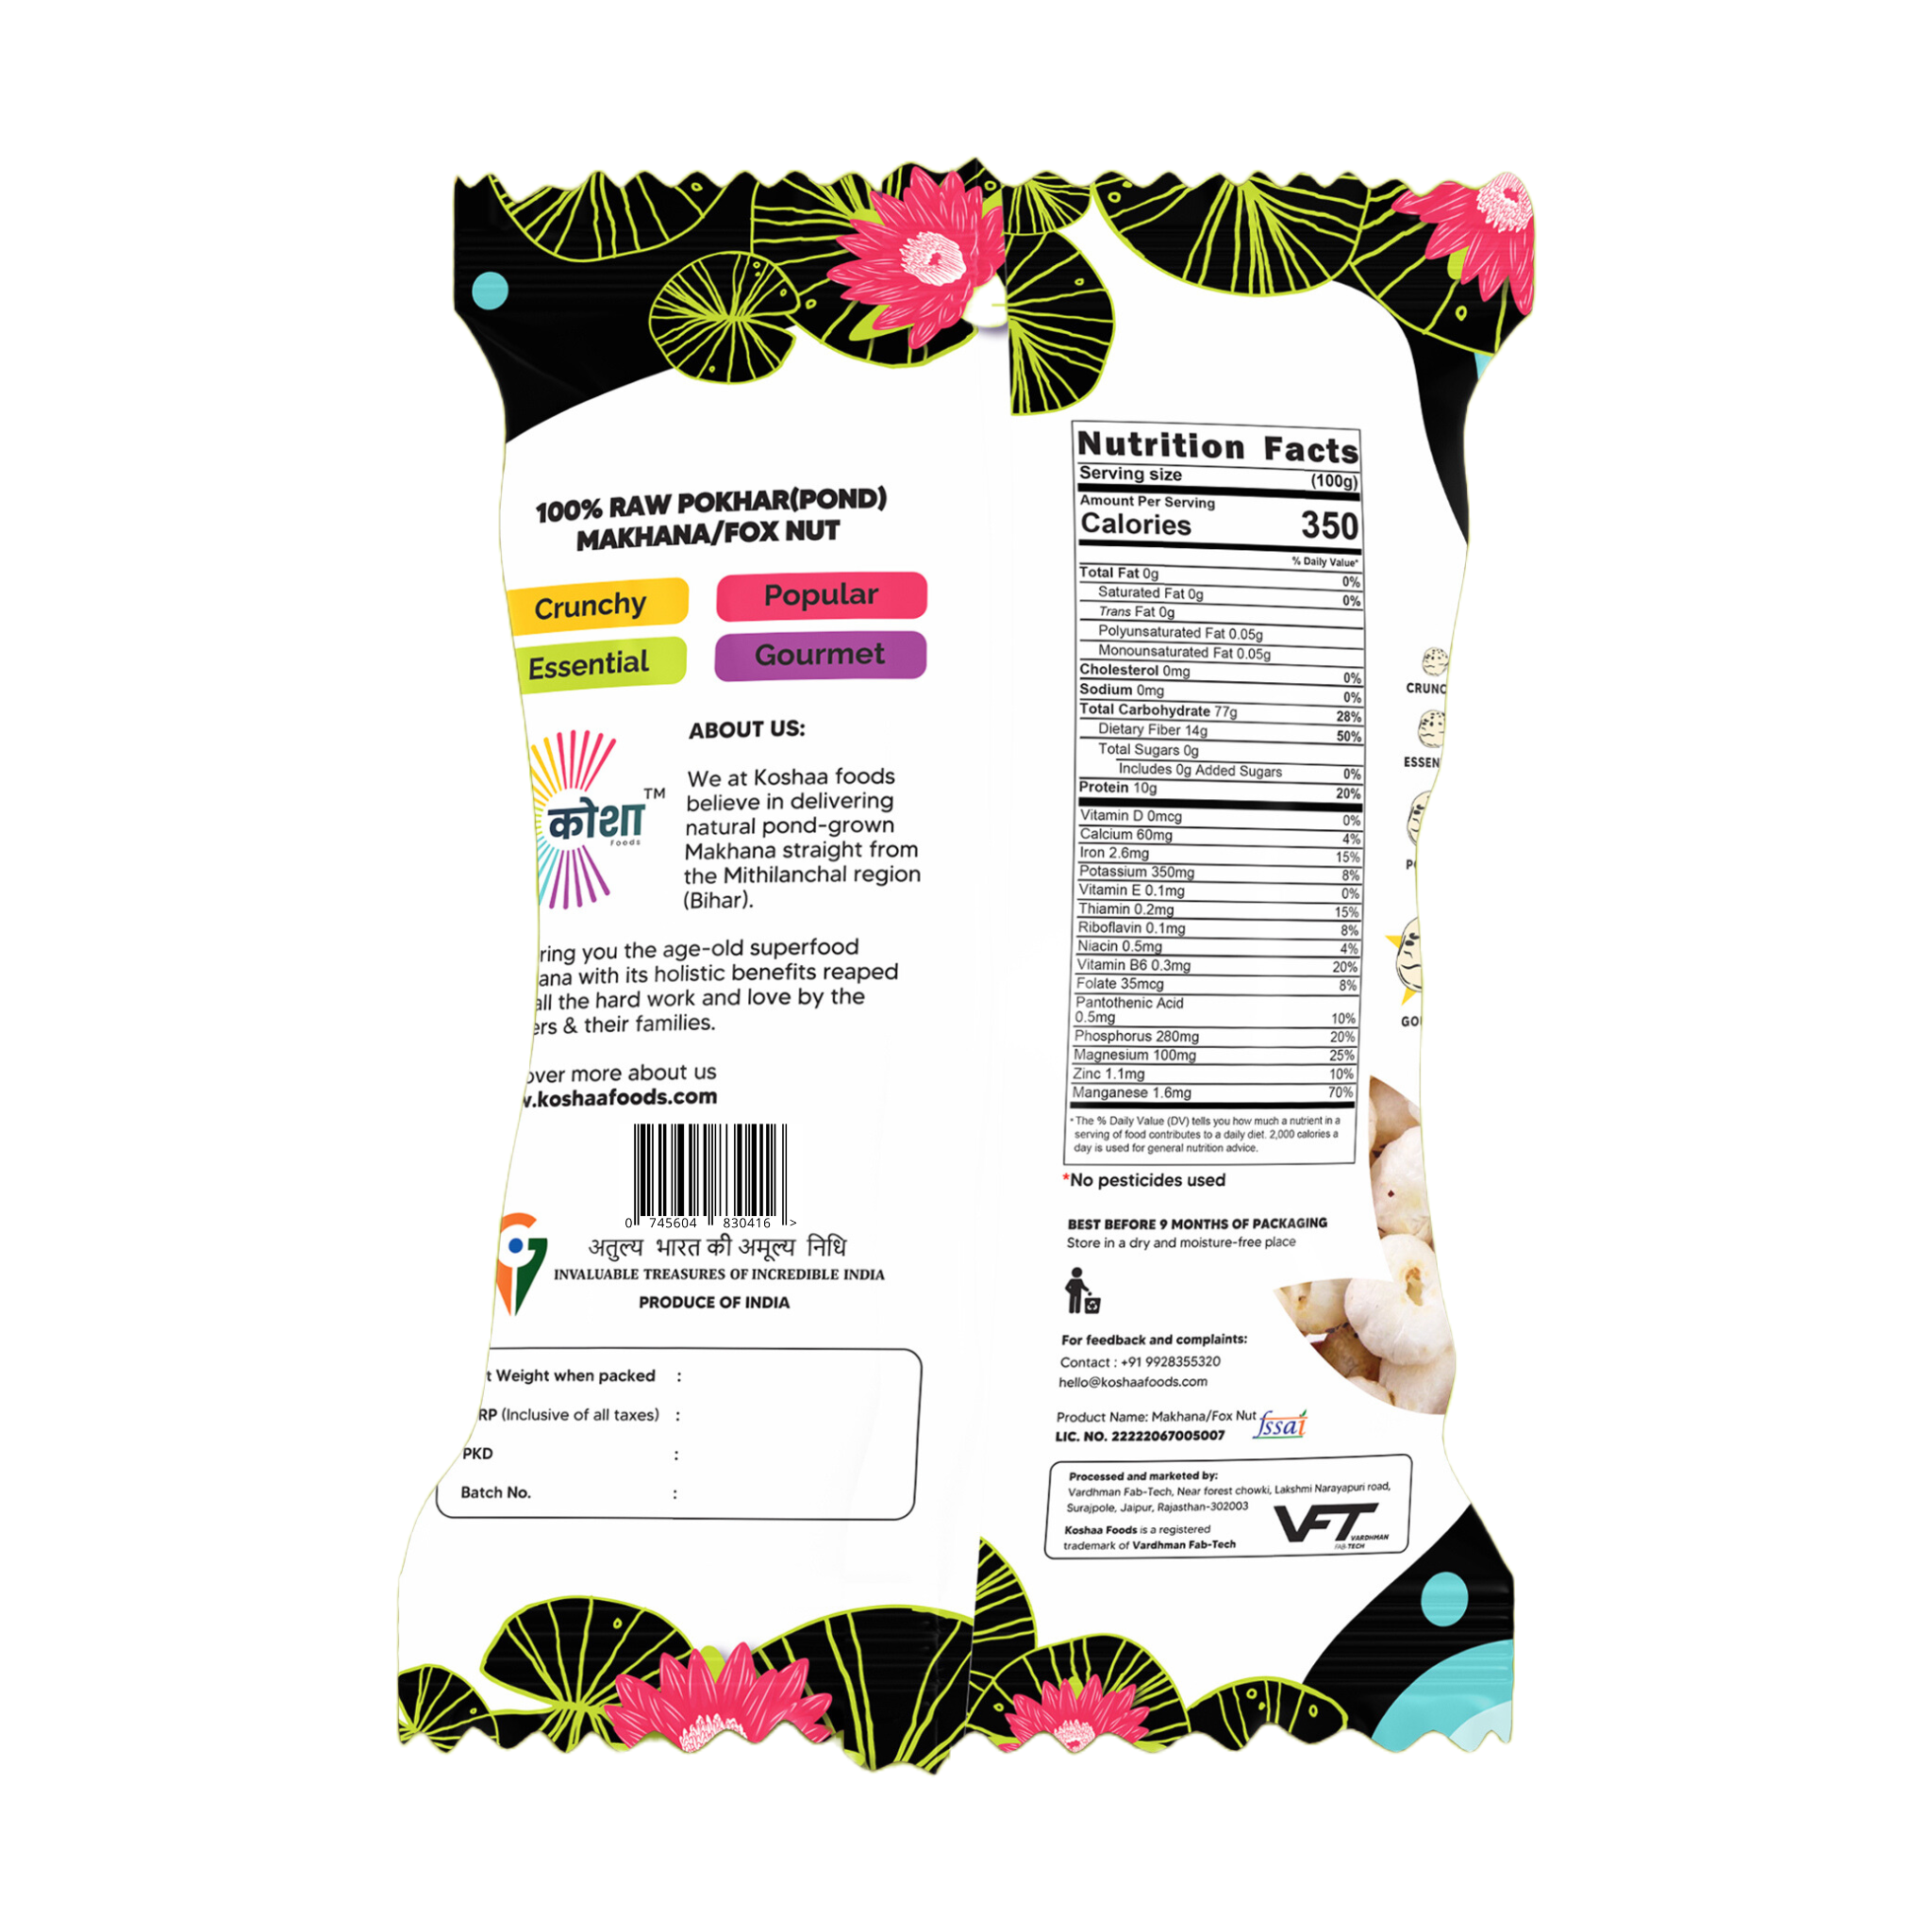 100% RAW POKHAR(POND)
MAKHANA/FOX NUT
Crunchy
Popular
Essential
Gourmet
कोशा
TM
Foods
ABOUT US:
We at Koshaa foods
believe in delivering
natural pond-grown
Makhana straight from
the Mithilanchal region
(Bihar).
ring you the age-old superfood
ana with its holistic benefits reaped
all the hard work and love by the
ers & their families.
over more about us
.koshaafoods.com
0 745604 830416 >
अतुल्य भारत की अमूल्य निधि
INVALUABLE TREASURES OF INCREDIBLE INDIA
PRODUCE OF INDIA
t Weight when packed :
RP (Inclusive of all taxes) :
PKD :
Batch No. :
Nutrition Facts
Serving size (100g)
Amount Per Serving
Calories 350
% Daily Value*
Total Fat 0g 0%
Saturated Fat 0g 0%
Trans Fat 0g
Polyunsaturated Fat 0.05g
Monounsaturated Fat 0.05g
Cholesterol 0mg 0%
Sodium 0mg 0%
Total Carbohydrate 77g 28%
Dietary Fiber 14g 50%
Total Sugars 0g
Includes 0g Added Sugars 0%
Protein 10g 20%
Vitamin D 0mcg 0%
Calcium 60mg 4%
Iron 2.6mg 15%
Potassium 350mg 8%
Vitamin E 0.1mg 0%
Thiamin 0.2mg 15%
Riboflavin 0.1mg 8%
Niacin 0.5mg 4%
Vitamin B6 0.3mg 20%
Folate 35mcg 8%
Pantothenic Acid
0.5mg 10%
Phosphorus 280mg 20%
Magnesium 100mg 25%
Zinc 1.1mg 10%
Manganese 1.6mg 70%
* The % Daily Value (DV) tells you how much a nutrient in a
serving of food contributes to a daily diet. 2,000 calories a
day is used for general nutrition advice.
*No pesticides used
BEST BEFORE 9 MONTHS OF PACKAGING
Store in a dry and moisture-free place
For feedback and complaints:
Contact : +91 9928355320
hello@koshaafoods.com
Product Name: Makhana/Fox Nut
fssai
LIC. NO. 22222067005007
Processed and marketed by:
Vardhman Fab-Tech, Near forest chowki, Lakshmi Narayapuri road,
Surajpole, Jaipur, Rajasthan-302003
Koshaa Foods is a registered
trademark of Vardhman Fab-Tech
VFT
VARDHMAN
FAB-TECH
CRUNC
ESSEN
P
GO